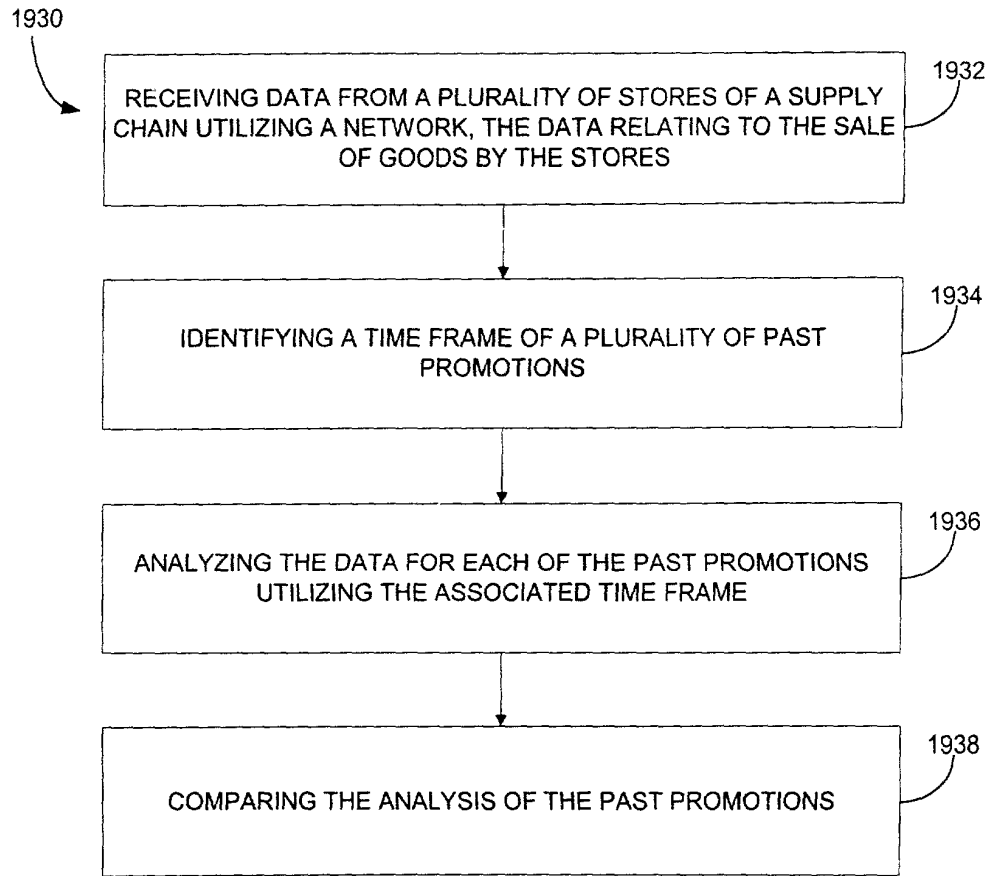 1930
1932
RECEIVING DATA FROM A PLURALITY OF STORES OF A SUPPLY
CHAIN UTILIZING A NETWORK, THE DATA RELATING TO THE SALE
OF GOODS BY THE STORES
1934
IDENTIFYING A TIME FRAME OF A PLURALITY OF PAST
PROMOTIONS
1936
ANALYZING THE DATA FOR EACH OF THE PAST PROMOTIONS
UTILIZING THE ASSOCIATED TIME FRAME
1938
COMPARING THE ANALYSIS OF THE PAST PROMOTIONS